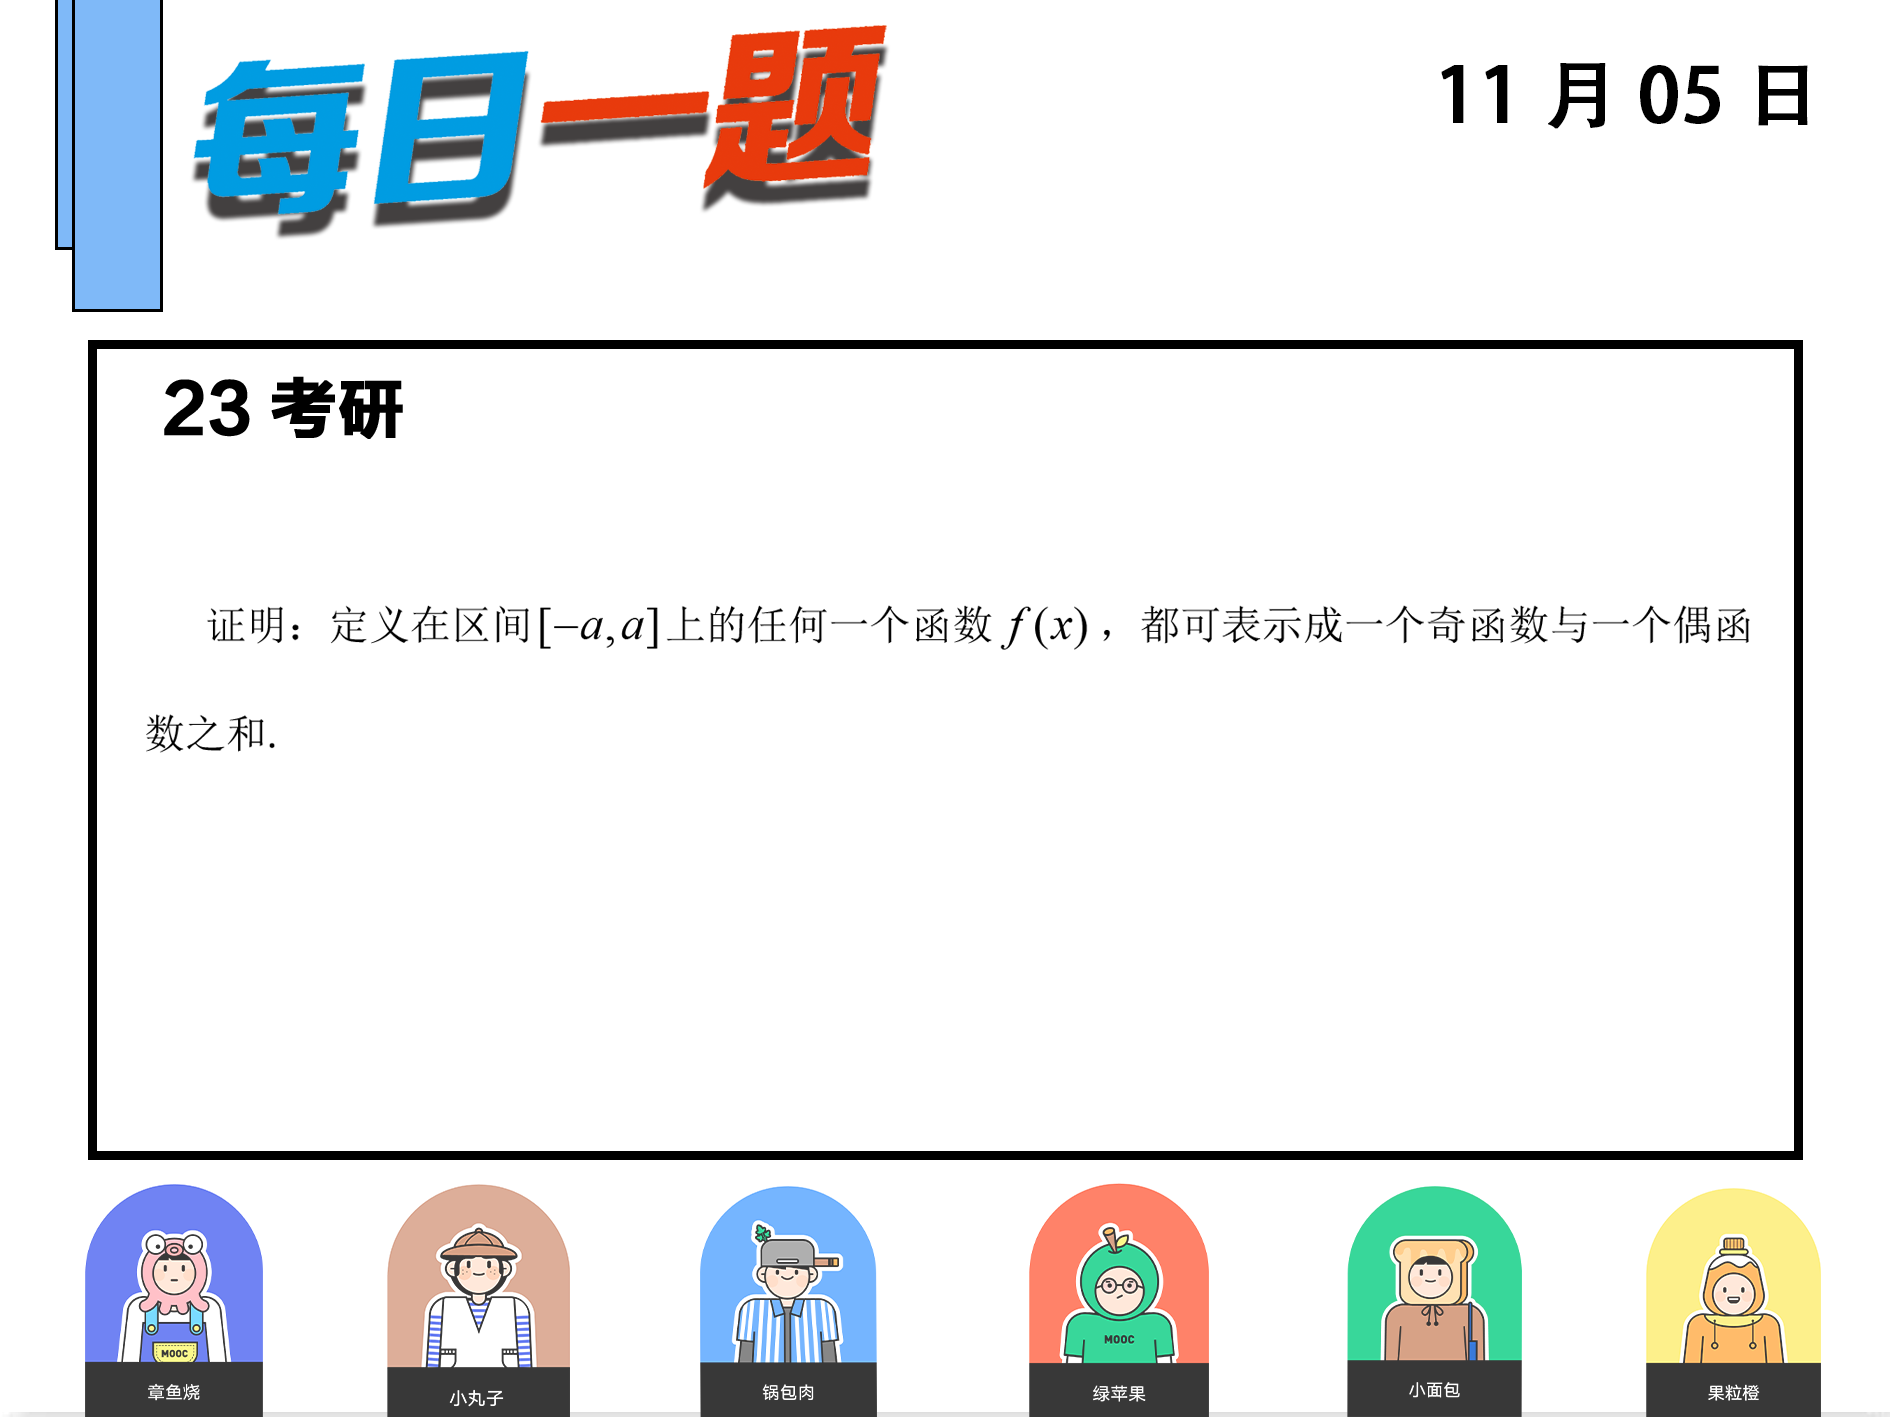 每日一题
11 月 05 日
23 考研
证明：定义在区间[−a,a]上的任何一个函数 f(x)，都可表示成一个奇函数与一个偶函
数之和.
MOOC
MOOC
章鱼烧
小丸子
锅包肉
绿苹果
小面包
果粒橙